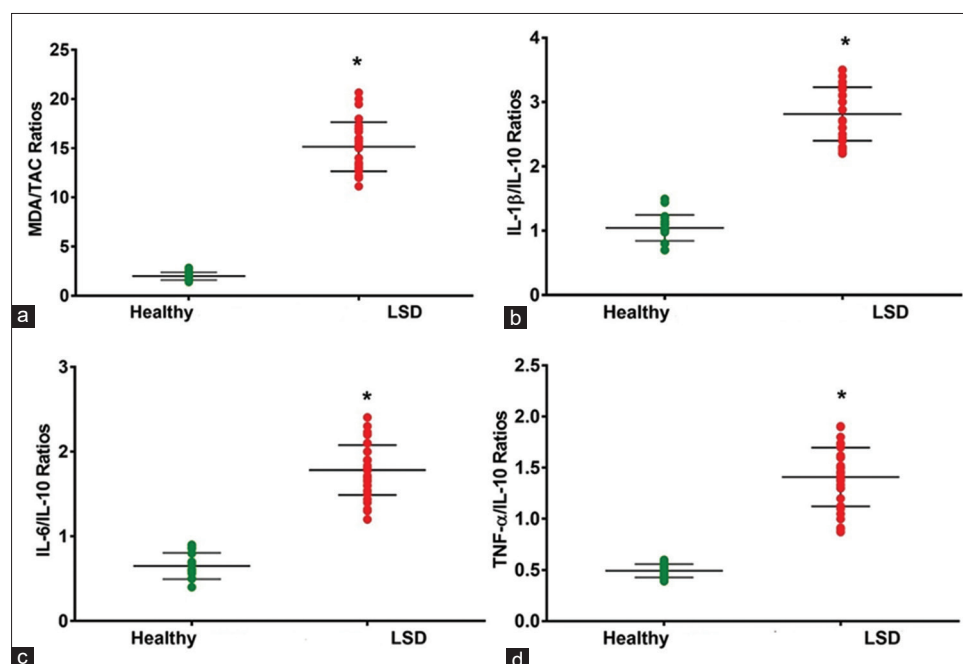 25
20
15
10
5
0
MDA/TAC Ratios
*
Healthy LSD
a
4
3
2
1
0
IL-1β/IL-10 Ratios
*
Healthy LSD
b
3
2
1
0
IL-6/IL-10 Ratios
*
Healthy LSD
c
2.5
2.0
1.5
1.0
0.5
0.0
TNF-α/IL-10 Ratios
*
Healthy LSD
d